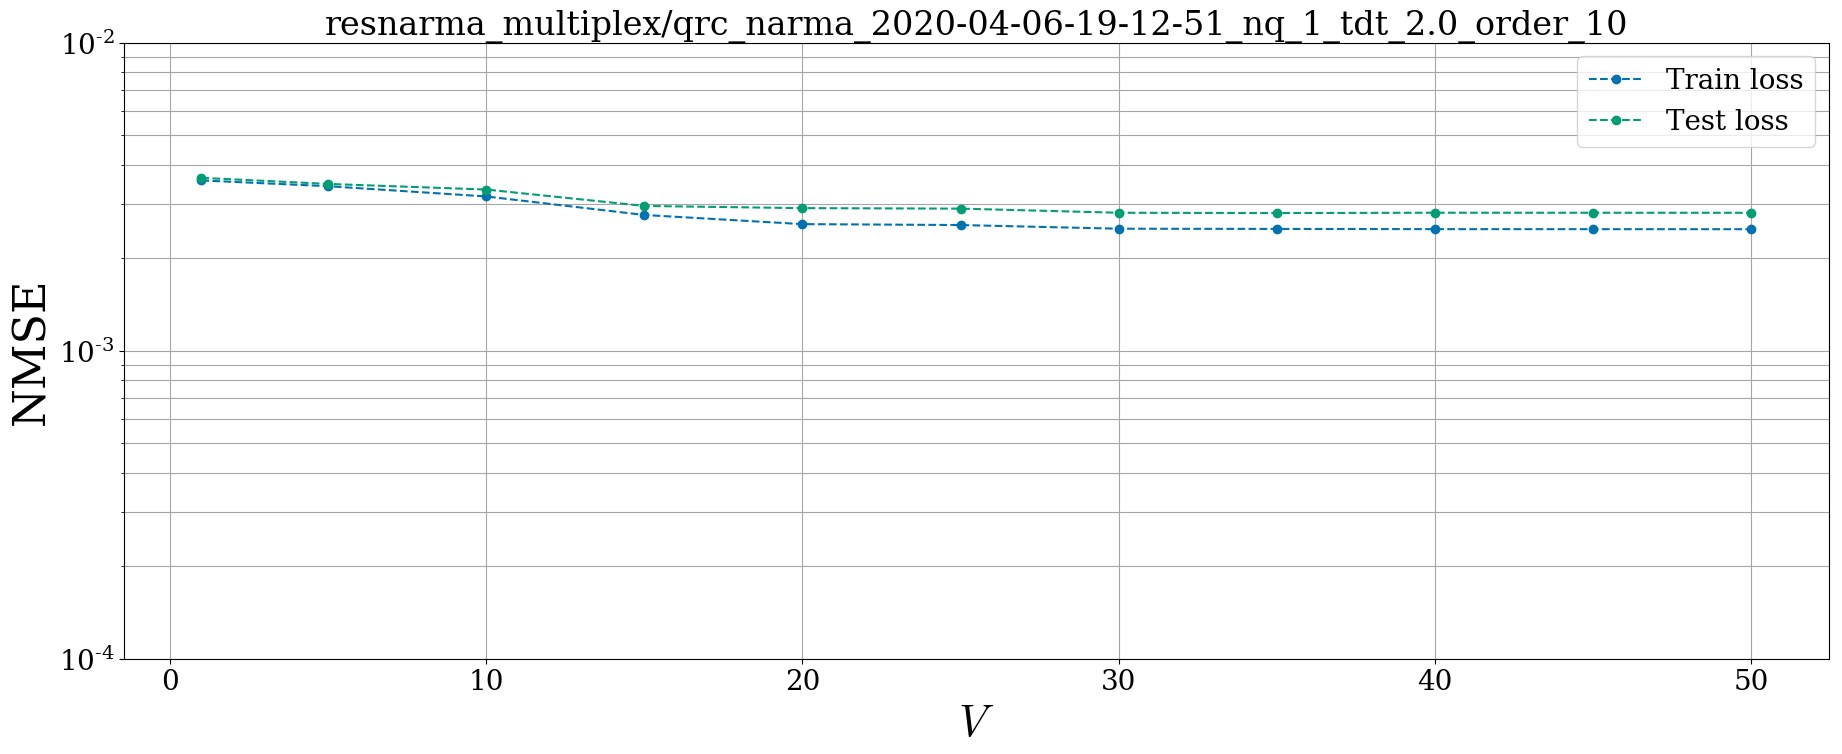 resnarma_multiplex/qrc_narma_2020-04-06-19-12-51_nq_1_tdt_2.0_order_10
10-2
10-3
10-4
NMSE
Train loss
Test loss
0 10 20 30 40 50
V